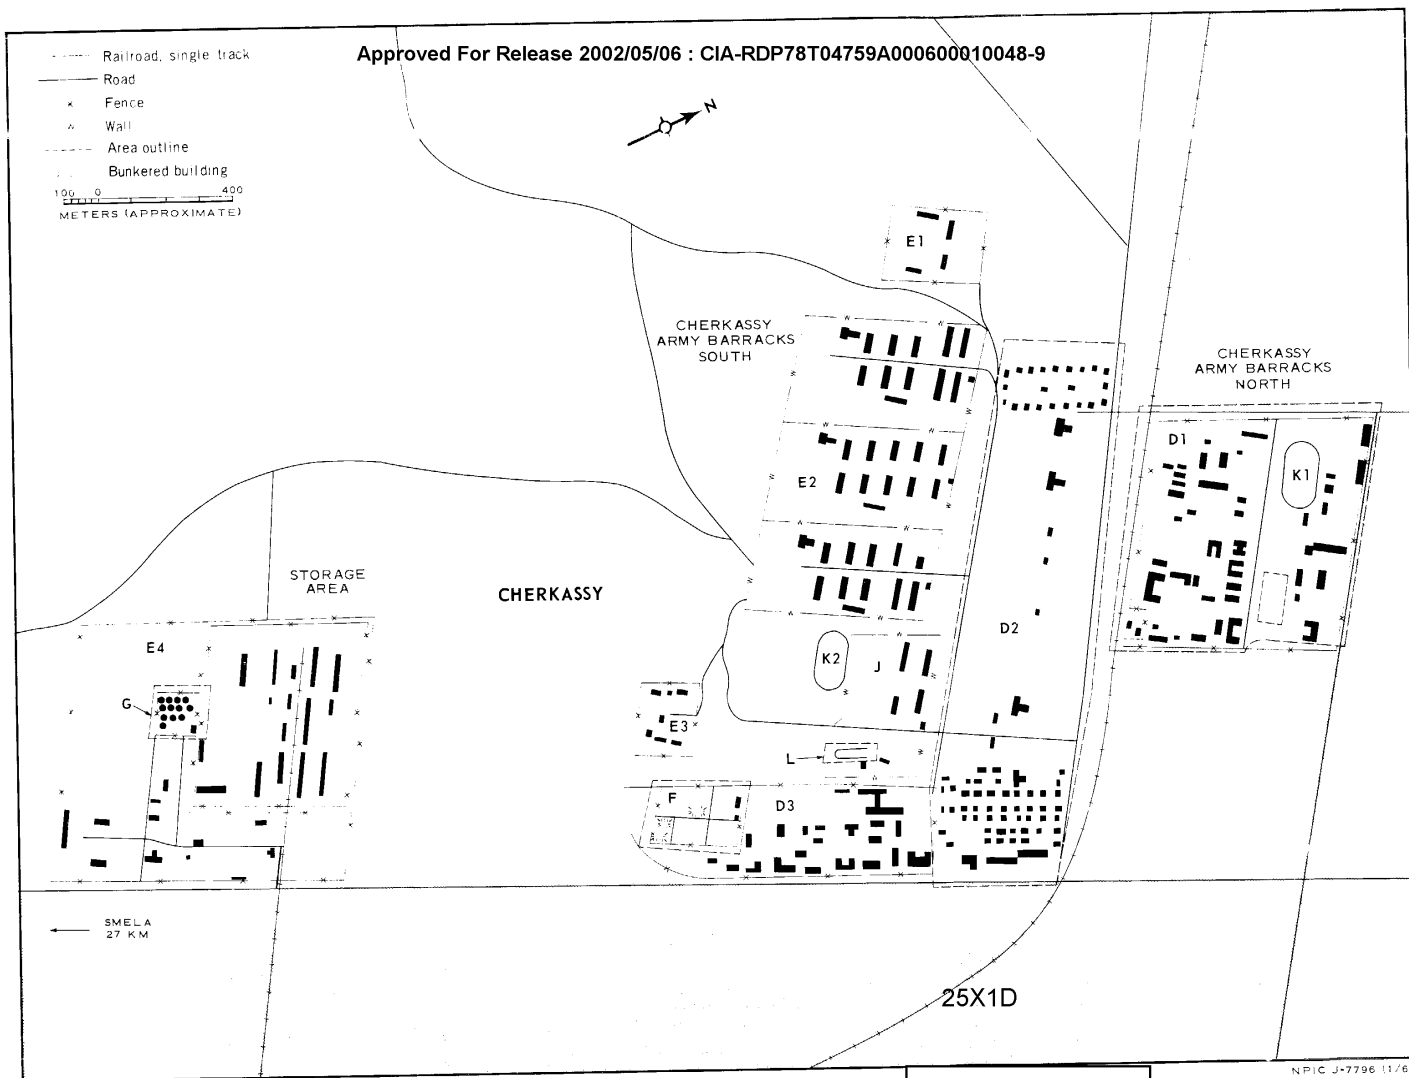 Approved For Release 2002/05/06 : CIA-RDP78T04759A000600010048-9
Railroad, single track
Road
Fence
Wall
Area outline
Bunkered building
100 0 400
METERS (APPROXIMATE)
N
E1
CHERKASSY
ARMY BARRACKS
SOUTH
CHERKASSY
ARMY BARRACKS
NORTH
D1
K1
E2
STORAGE
AREA
CHERKASSY
D2
E4
K2
J
G
E3
L
F
D3
SMELA
27 KM
25X1D
NPIC J-7796